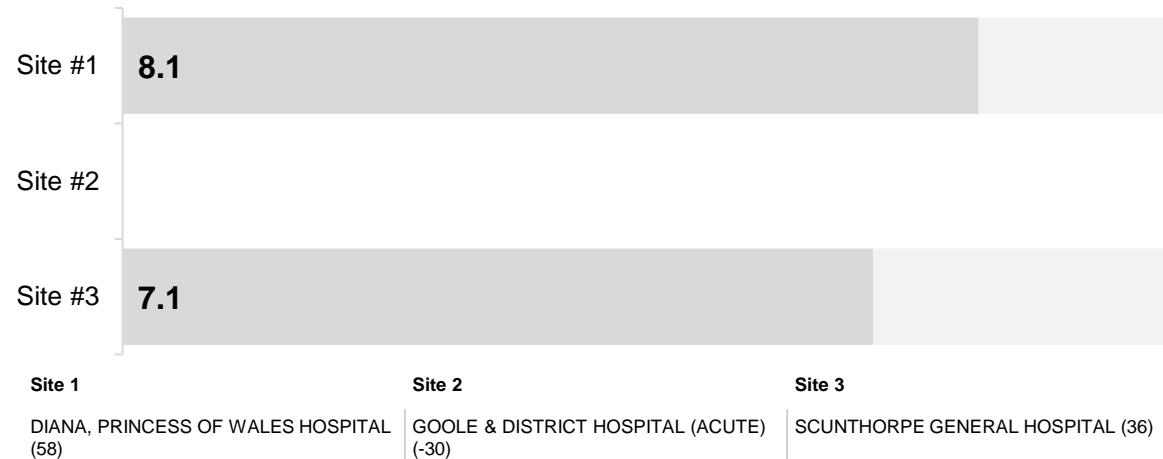 Site #1
8.1
Site #2
Site #3
7.1
Site 1
Site 2
Site 3
DIANA, PRINCESS OF WALES HOSPITAL
(58)
GOOLE & DISTRICT HOSPITAL (ACUTE)
(-30)
SCUNTHORPE GENERAL HOSPITAL (36)